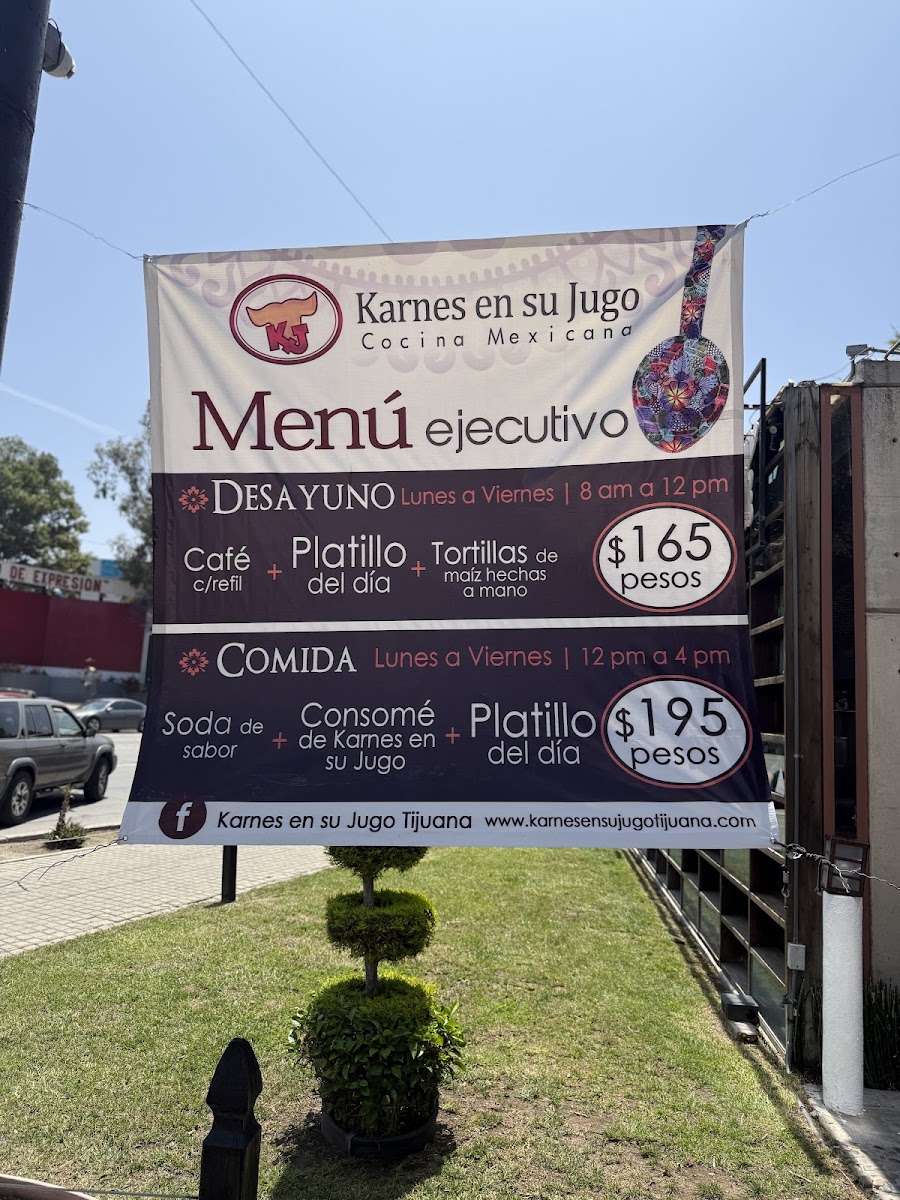 KJ
Karnes en su Jugo
Cocina Mexicana
Menú ejecutivo
DESAYUNO Lunes a Viernes | 8 am a 12 pm
Café c/refil + Platillo del día + Tortillas de maíz hechas a mano
$165 pesos
COMIDA Lunes a Viernes | 12 pm a 4 pm
Soda de sabor + Consomé de Karnes en su Jugo + Platillo del día
$195 pesos
f Karnes en su Jugo Tijuana www.karnesensujugotijuana.com
DE EXPRESION"